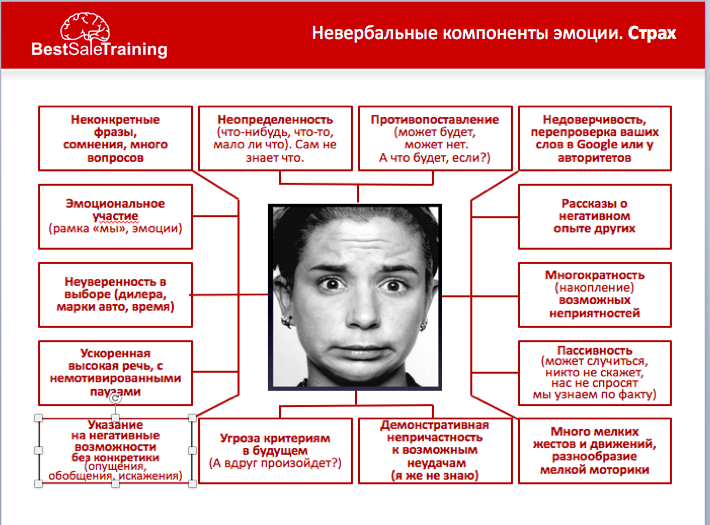 BestSaleTraining
Невербальные компоненты эмоции. Страх
Неконкретные
фразы,
сомнения, много
вопросов
Неопределенность
(что-нибудь, что-то,
мало ли что). Сам не
знает что.
Противопоставление
(может будет,
может нет.
А что будет, если?)
Недоверчивость,
перепроверка ваших
слов в Google или у
авторитетов
Эмоциональное
участие
(рамка «мы», эмоции)
Рассказы о
негативном
опыте других
Неуверенность в
выборе (дилера,
марки авто, время)
Многократность
(накопление)
возможных
неприятностей
Ускоренная
высокая речь, с
немотивированными
паузами
Пассивность
(может случиться,
никто не скажет,
нас не спросят
мы узнаем по факту)
Указание
на негативные
возможности
без конкретики
(опущения,
обобщения, искажения)
Угроза критериям
в будущем
(А вдруг произойдет?)
Демонстративная
непричастность
к возможным
неудачам
(я же не знаю)
Много мелких
жестов и движений,
разнообразие
мелкой моторики